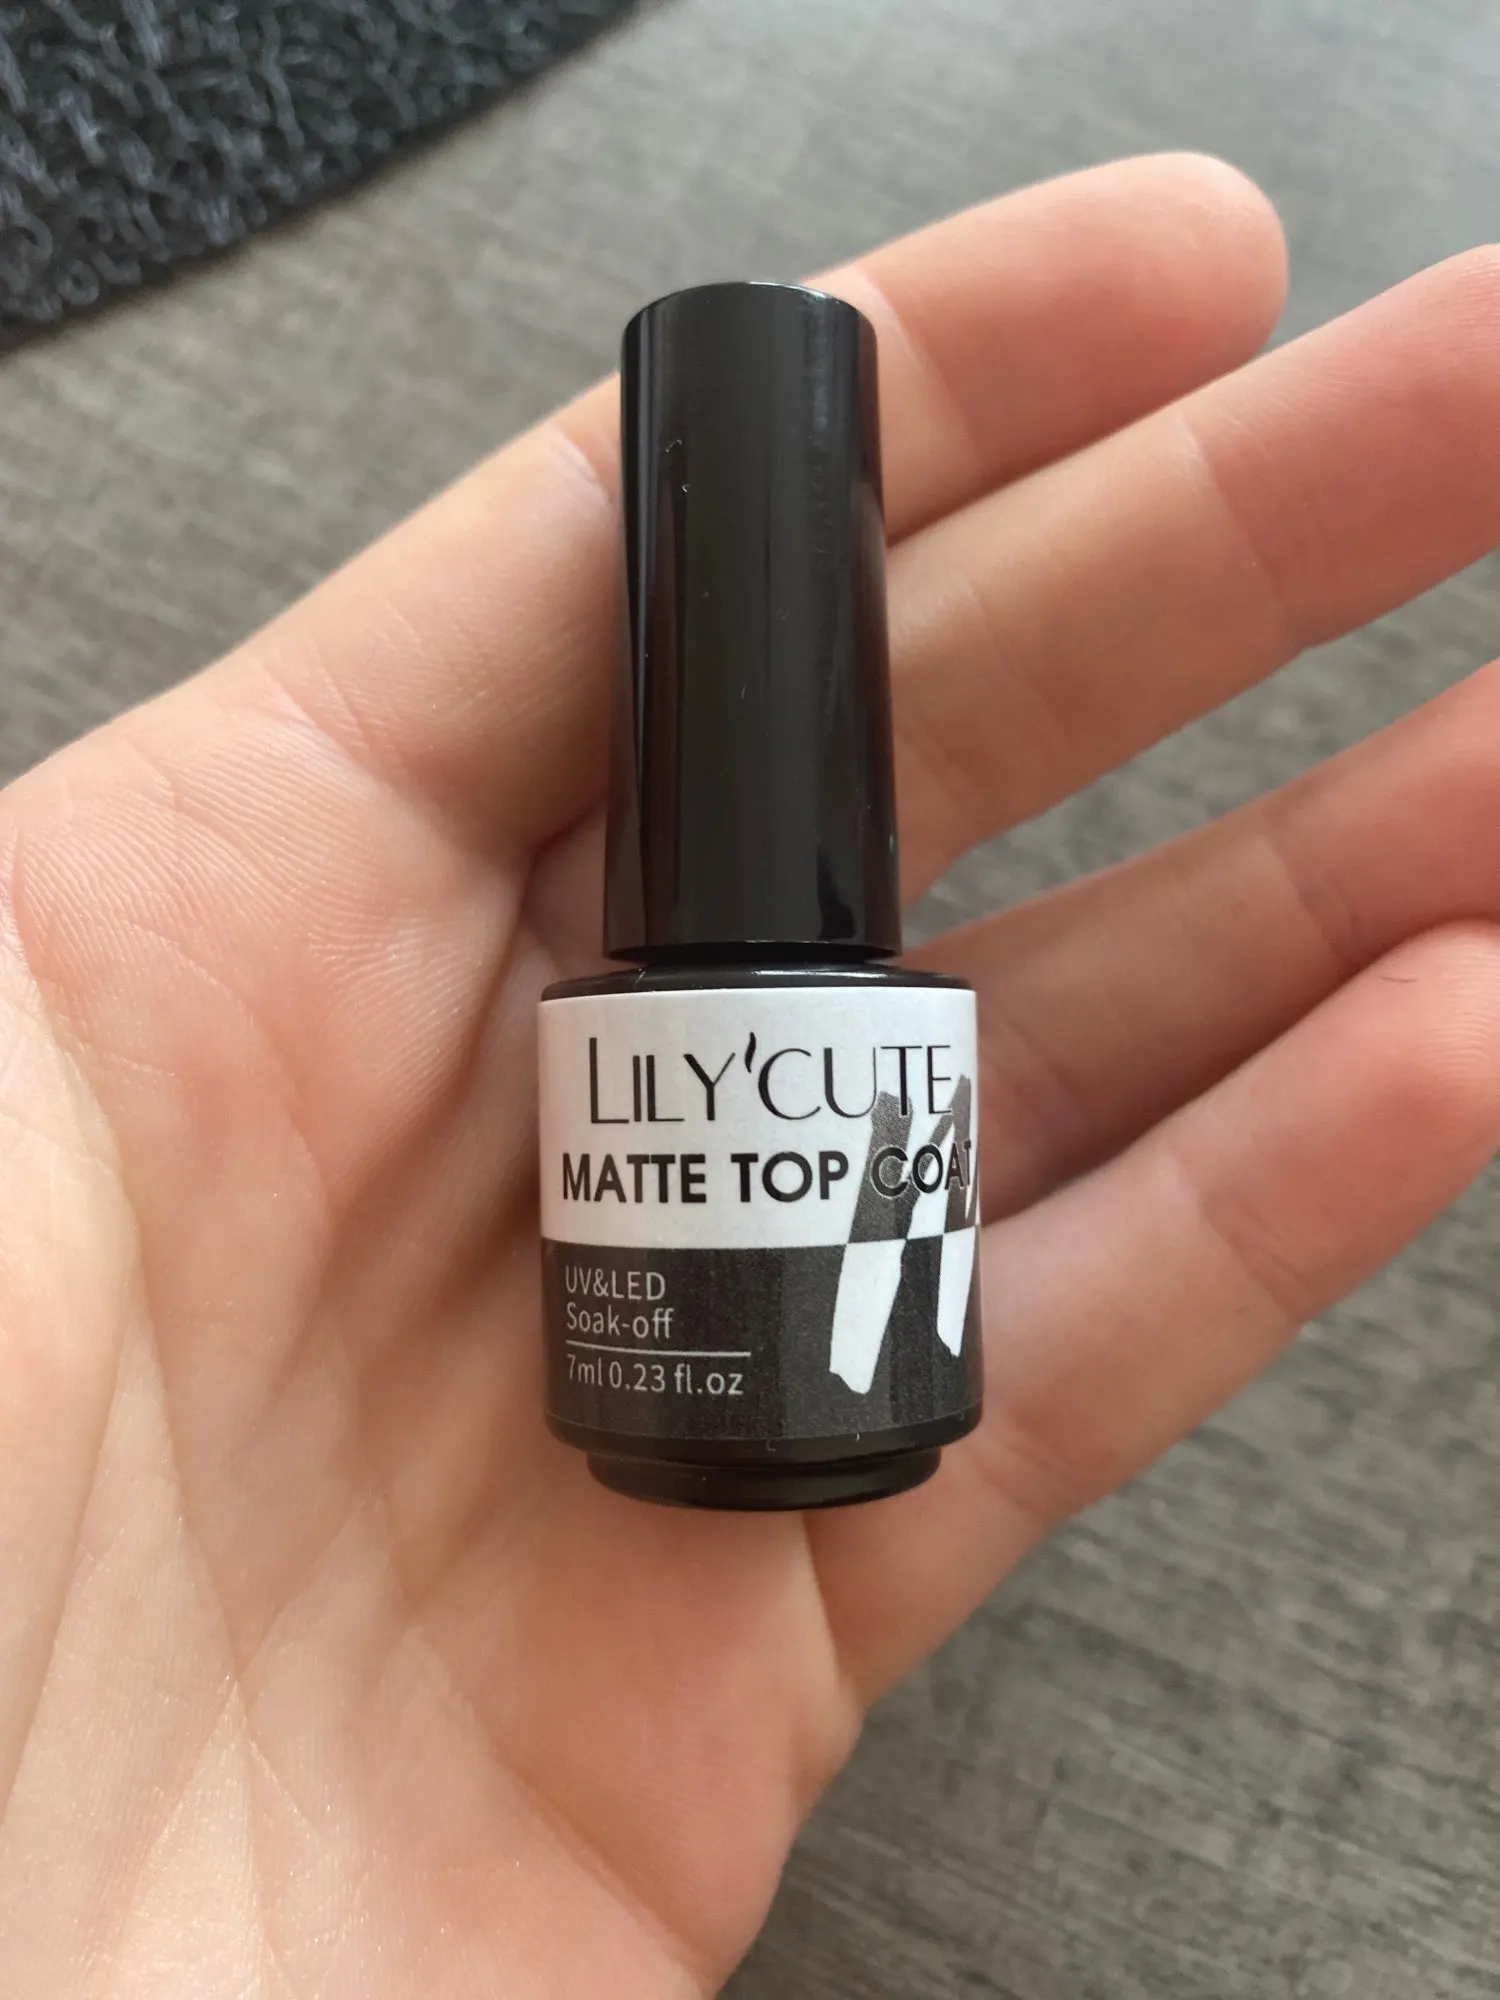 LILY'CUTE
MATTE TOP COAT
UV&LED
Soak-off
7ml 0.23 fl.oz